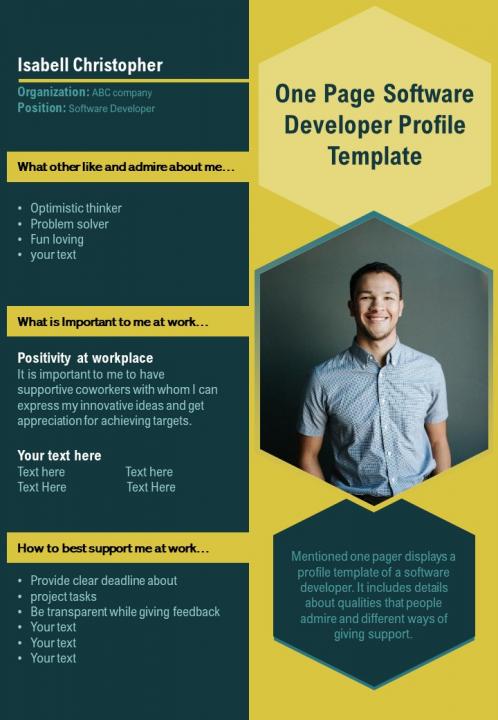 Isabell Christopher
Organization: ABC company
Position: Software Developer
What other like and admire about me...
• Optimistic thinker
• Problem solver
• Fun loving
• your text
What is Important to me at work...
Positivity at workplace
It is important to me to have
supportive coworkers with whom I can
express my innovative ideas and get
appreciation for achieving targets.
Your text here
Text here Text here
Text Here Text Here
How to best support me at work...
• Provide clear deadline about
• project tasks
• Be transparent while giving feedback
• Your text
• Your text
• Your text
One Page Software
Developer Profile
Template
Mentioned one pager displays a
profile template of a software
developer. It includes details
about qualities that people
admire and different ways of
giving support.